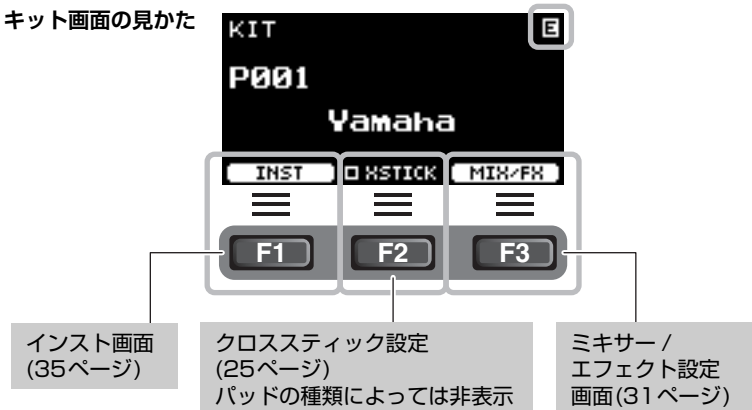 キット画面の見かた
KIT
E
P001
Yamaha
INST
XSTICK
MIX/FX
F1
F2
F3
インスト画面
(35ページ)
クロススティック設定
(25ページ)
パッドの種類によっては非表示
ミキサー /
エフェクト設定
画面(31ページ)